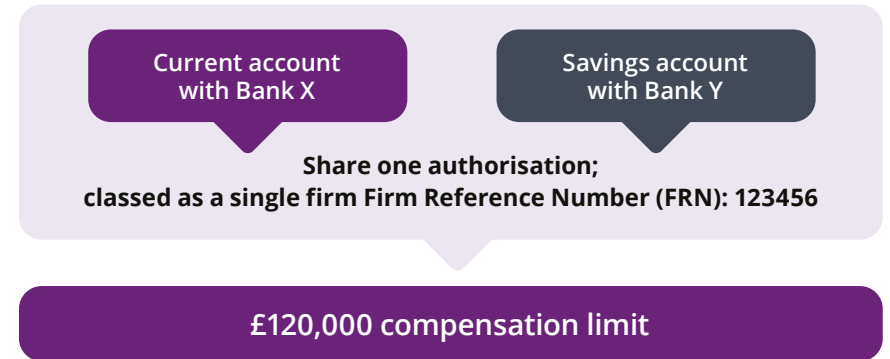 Current account
with Bank X
Savings account
with Bank Y
Share one authorisation;
classed as a single firm Firm Reference Number (FRN): 123456
£120,000 compensation limit